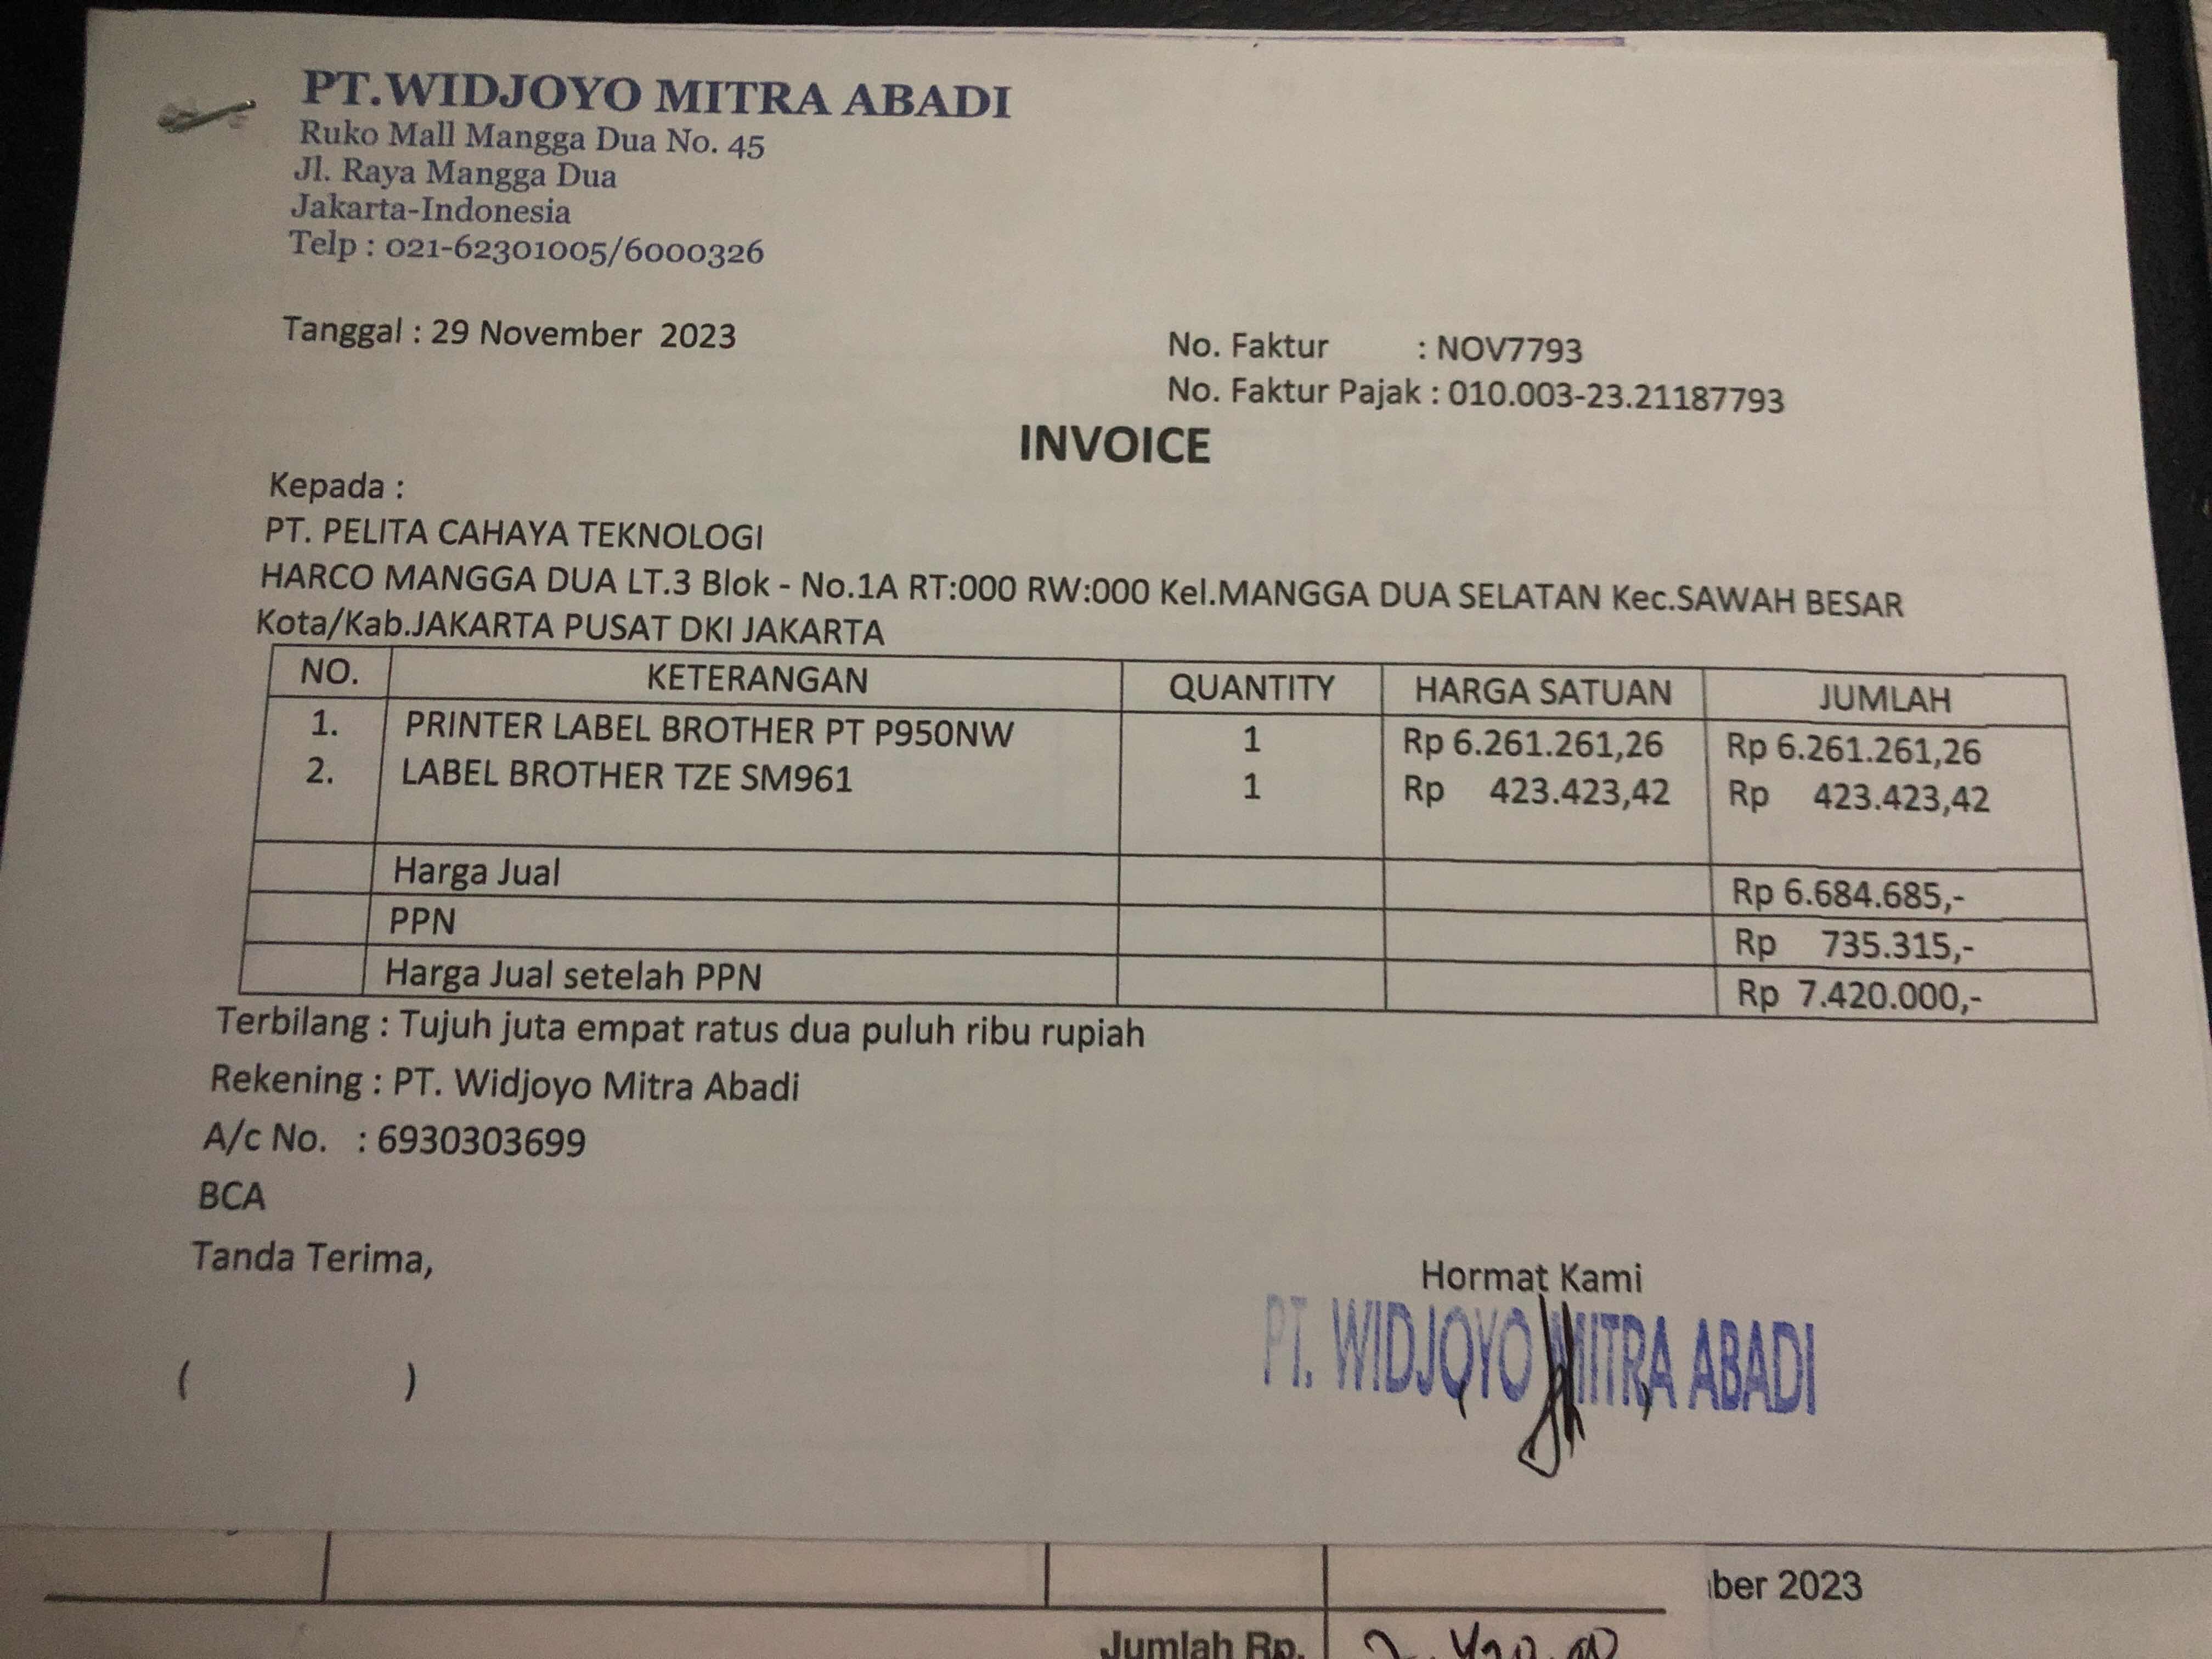 PT.WIDJOYO MITRA ABADI
Ruko Mall Mangga Dua No. 45
Jl. Raya Mangga Dua
Jakarta-Indonesia
Telp : 021-62301005/6000326
Tanggal : 29 November 2023
No. Faktur : NOV7793
No. Faktur Pajak : 010.003-23.21187793
INVOICE
Kepada :
PT. PELITA CAHAYA TEKNOLOGI
HARCO MANGGA DUA LT.3 Blok - No.1A RT:000 RW:000 Kel.MANGGA DUA SELATAN Kec.SAWAH BESAR
Kota/Kab.JAKARTA PUSAT DKI JAKARTA
NO. KETERANGAN QUANTITY HARGA SATUAN JUMLAH
1. PRINTER LABEL BROTHER PT P950NW 1 Rp 6.261.261,26 Rp 6.261.261,26
2. LABEL BROTHER TZE SM961 1 Rp 423.423,42 Rp 423.423,42
Harga Jual Rp 6.684.685,-
PPN Rp 735.315,-
Harga Jual setelah PPN Rp 7.420.000,-
Terbilang : Tujuh juta empat ratus dua puluh ribu rupiah
Rekening : PT. Widjoyo Mitra Abadi
A/c No. : 6930303699
BCA
Tanda Terima,
Hormat Kami
PT. WIDJOYO MITRA ABADI
( )
ber 2023
Jumlah Rp.